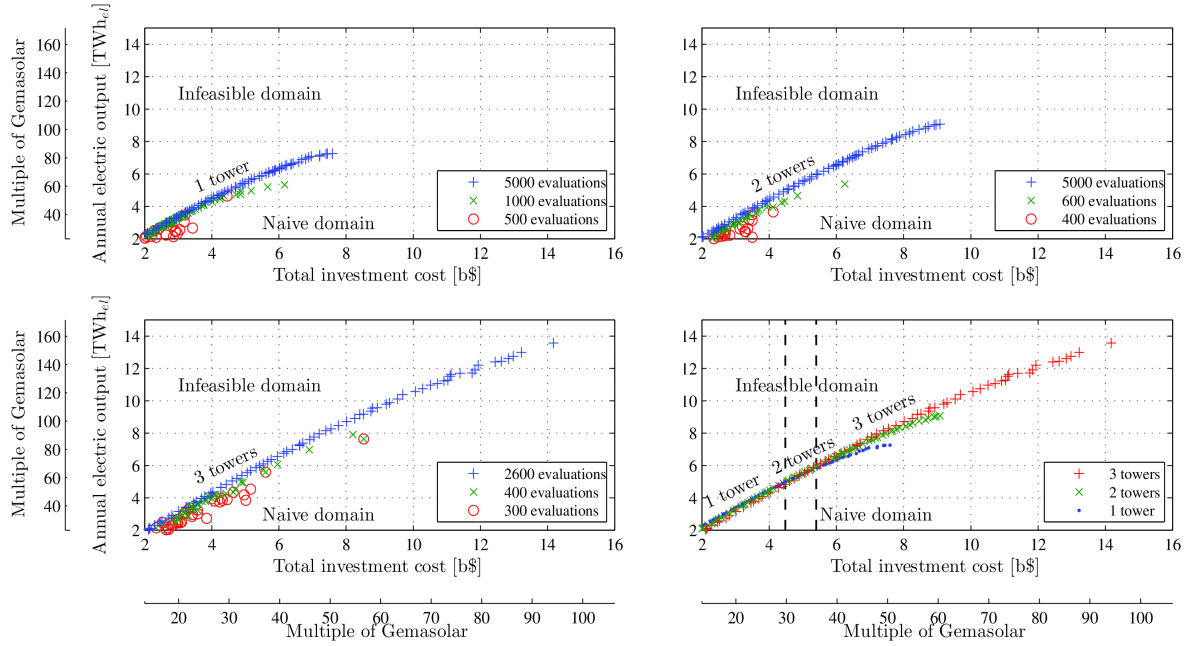 Multiple of Gemasolar
160
140
120
100
80
60
40
Annual electric output [TWh_el]
14
12
10
8
6
4
2
Infeasible domain
1 tower
Naive domain
5000 evaluations
1000 evaluations
500 evaluations
2 4 6 8 10 12 14 16
Total investment cost [b$]
14
12
10
8
6
4
2
Infeasible domain
2 towers
Naive domain
5000 evaluations
600 evaluations
400 evaluations
2 4 6 8 10 12 14 16
Total investment cost [b$]
Multiple of Gemasolar
160
140
120
100
80
60
40
Annual electric output [TWh_el]
14
12
10
8
6
4
2
Infeasible domain
3 towers
Naive domain
2600 evaluations
400 evaluations
300 evaluations
2 4 6 8 10 12 14 16
Total investment cost [b$]
20 30 40 50 60 70 80 90 100
Multiple of Gemasolar
14
12
10
8
6
4
2
Infeasible domain
1 tower
2 towers
3 towers
Naive domain
3 towers
2 towers
1 tower
2 4 6 8 10 12 14 16
Total investment cost [b$]
20 30 40 50 60 70 80 90 100
Multiple of Gemasolar